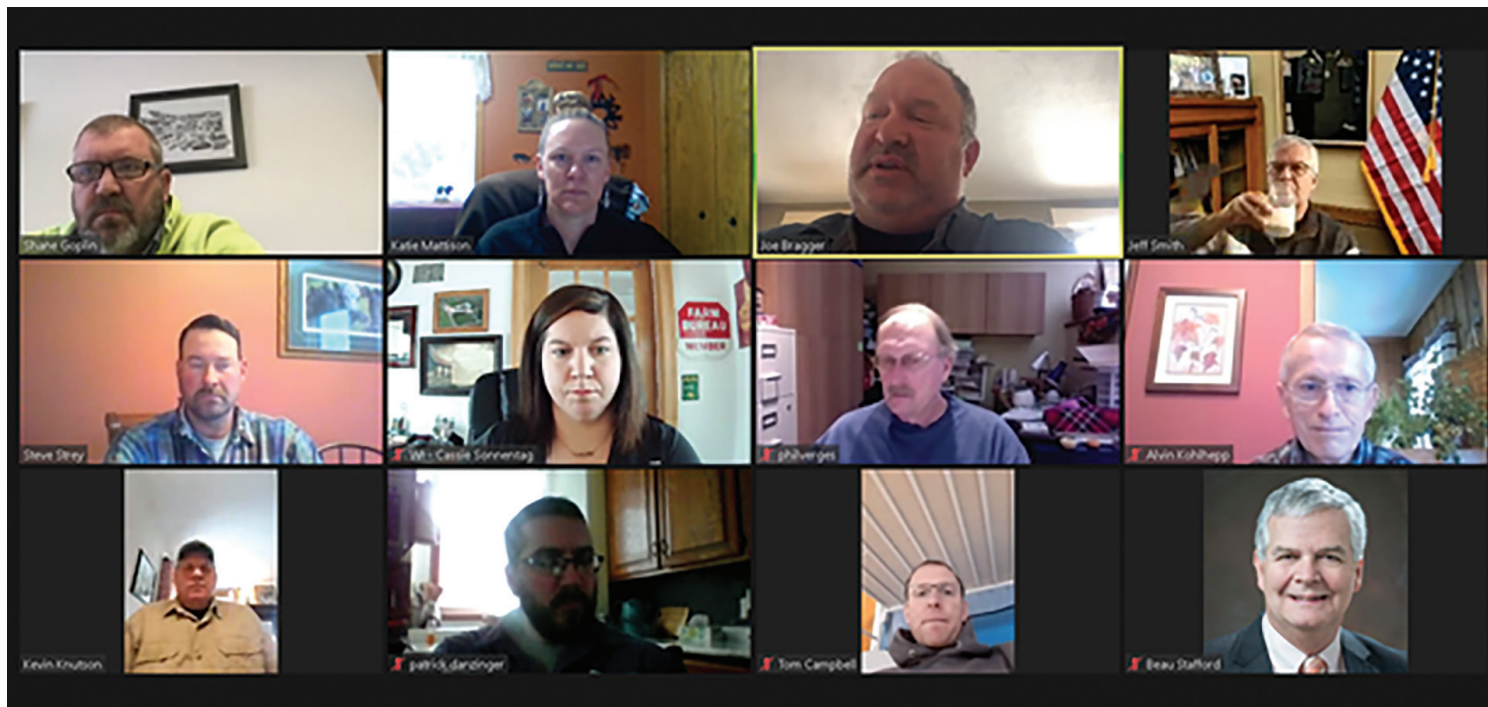 Shane Goplin
Katie Mattison
Joe Bragger
Jeff Smith
Steve Strey
WI - Cassie Sonnentag
FARM
BUREAU
MEMBER
philverges
Alvin Kohlhepp
Kevin Knutson
patrick danzinger
Tom Campbell
Beau Stafford